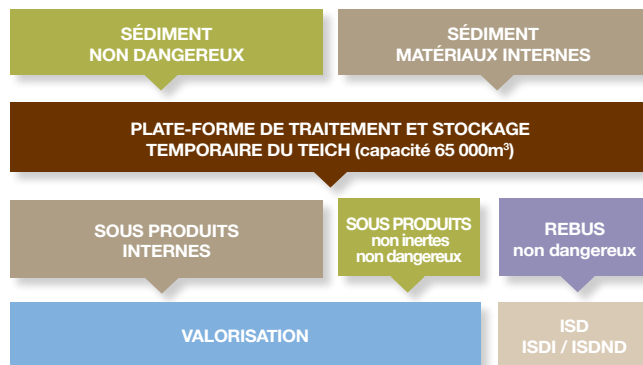 SÉDIMENT
NON DANGEREUX
SÉDIMENT
MATÉRIAUX INTERNES
PLATE-FORME DE TRAITEMENT ET STOCKAGE
TEMPORAIRE DU TEICH (capacité 65 000m³)
SOUS PRODUITS
INTERNES
SOUS PRODUITS
non inertes
non dangereux
REBUS
non dangereux
VALORISATION
ISD
ISDI / ISDND